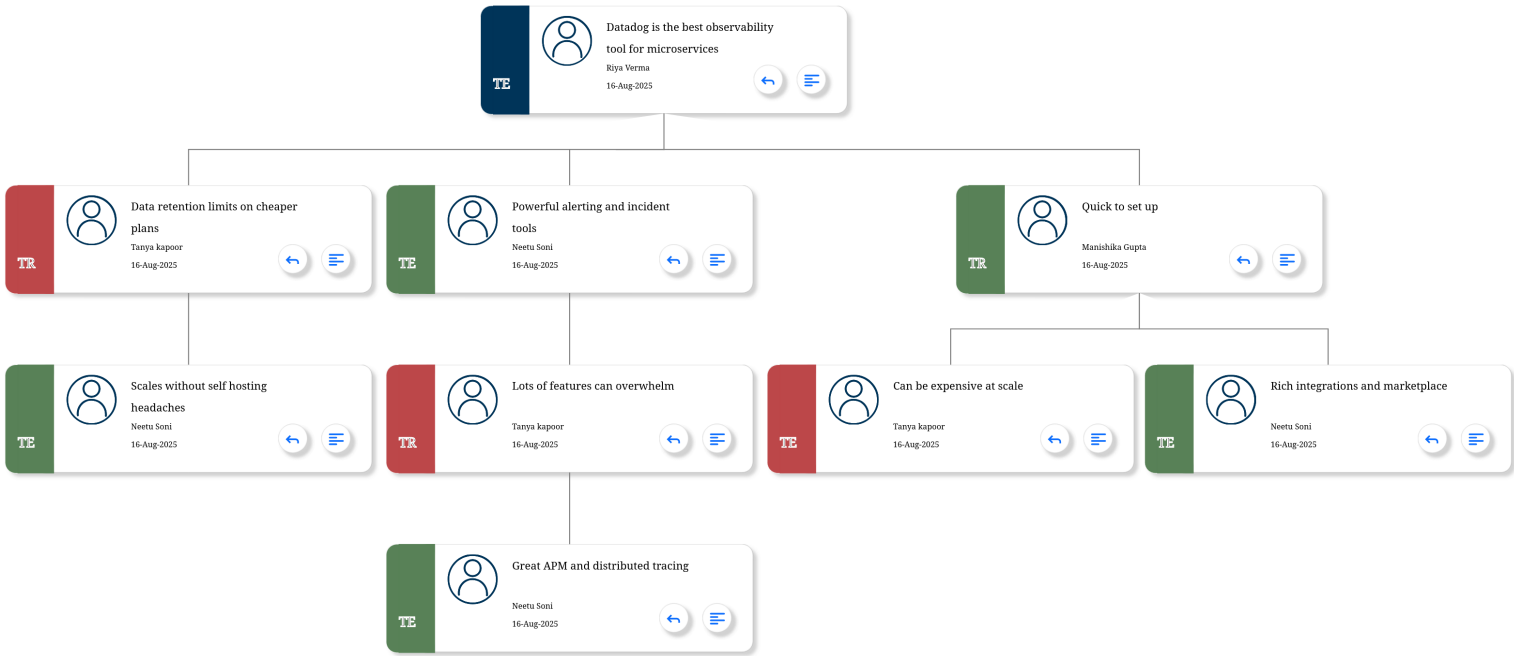 Datadog is the best observability
tool for microservices
Riya Verma
16-Aug-2025
TE
Data retention limits on cheaper
plans
Tanya kapoor
16-Aug-2025
TR
Powerful alerting and incident
tools
Neetu Soni
16-Aug-2025
TE
Quick to set up
Manishika Gupta
16-Aug-2025
TR
Scales without self hosting
headaches
Neetu Soni
16-Aug-2025
TE
Lots of features can overwhelm
Tanya kapoor
16-Aug-2025
TR
Can be expensive at scale
Tanya kapoor
16-Aug-2025
TE
Rich integrations and marketplace
Neetu Soni
16-Aug-2025
TE
Great APM and distributed tracing
Neetu Soni
16-Aug-2025
TE